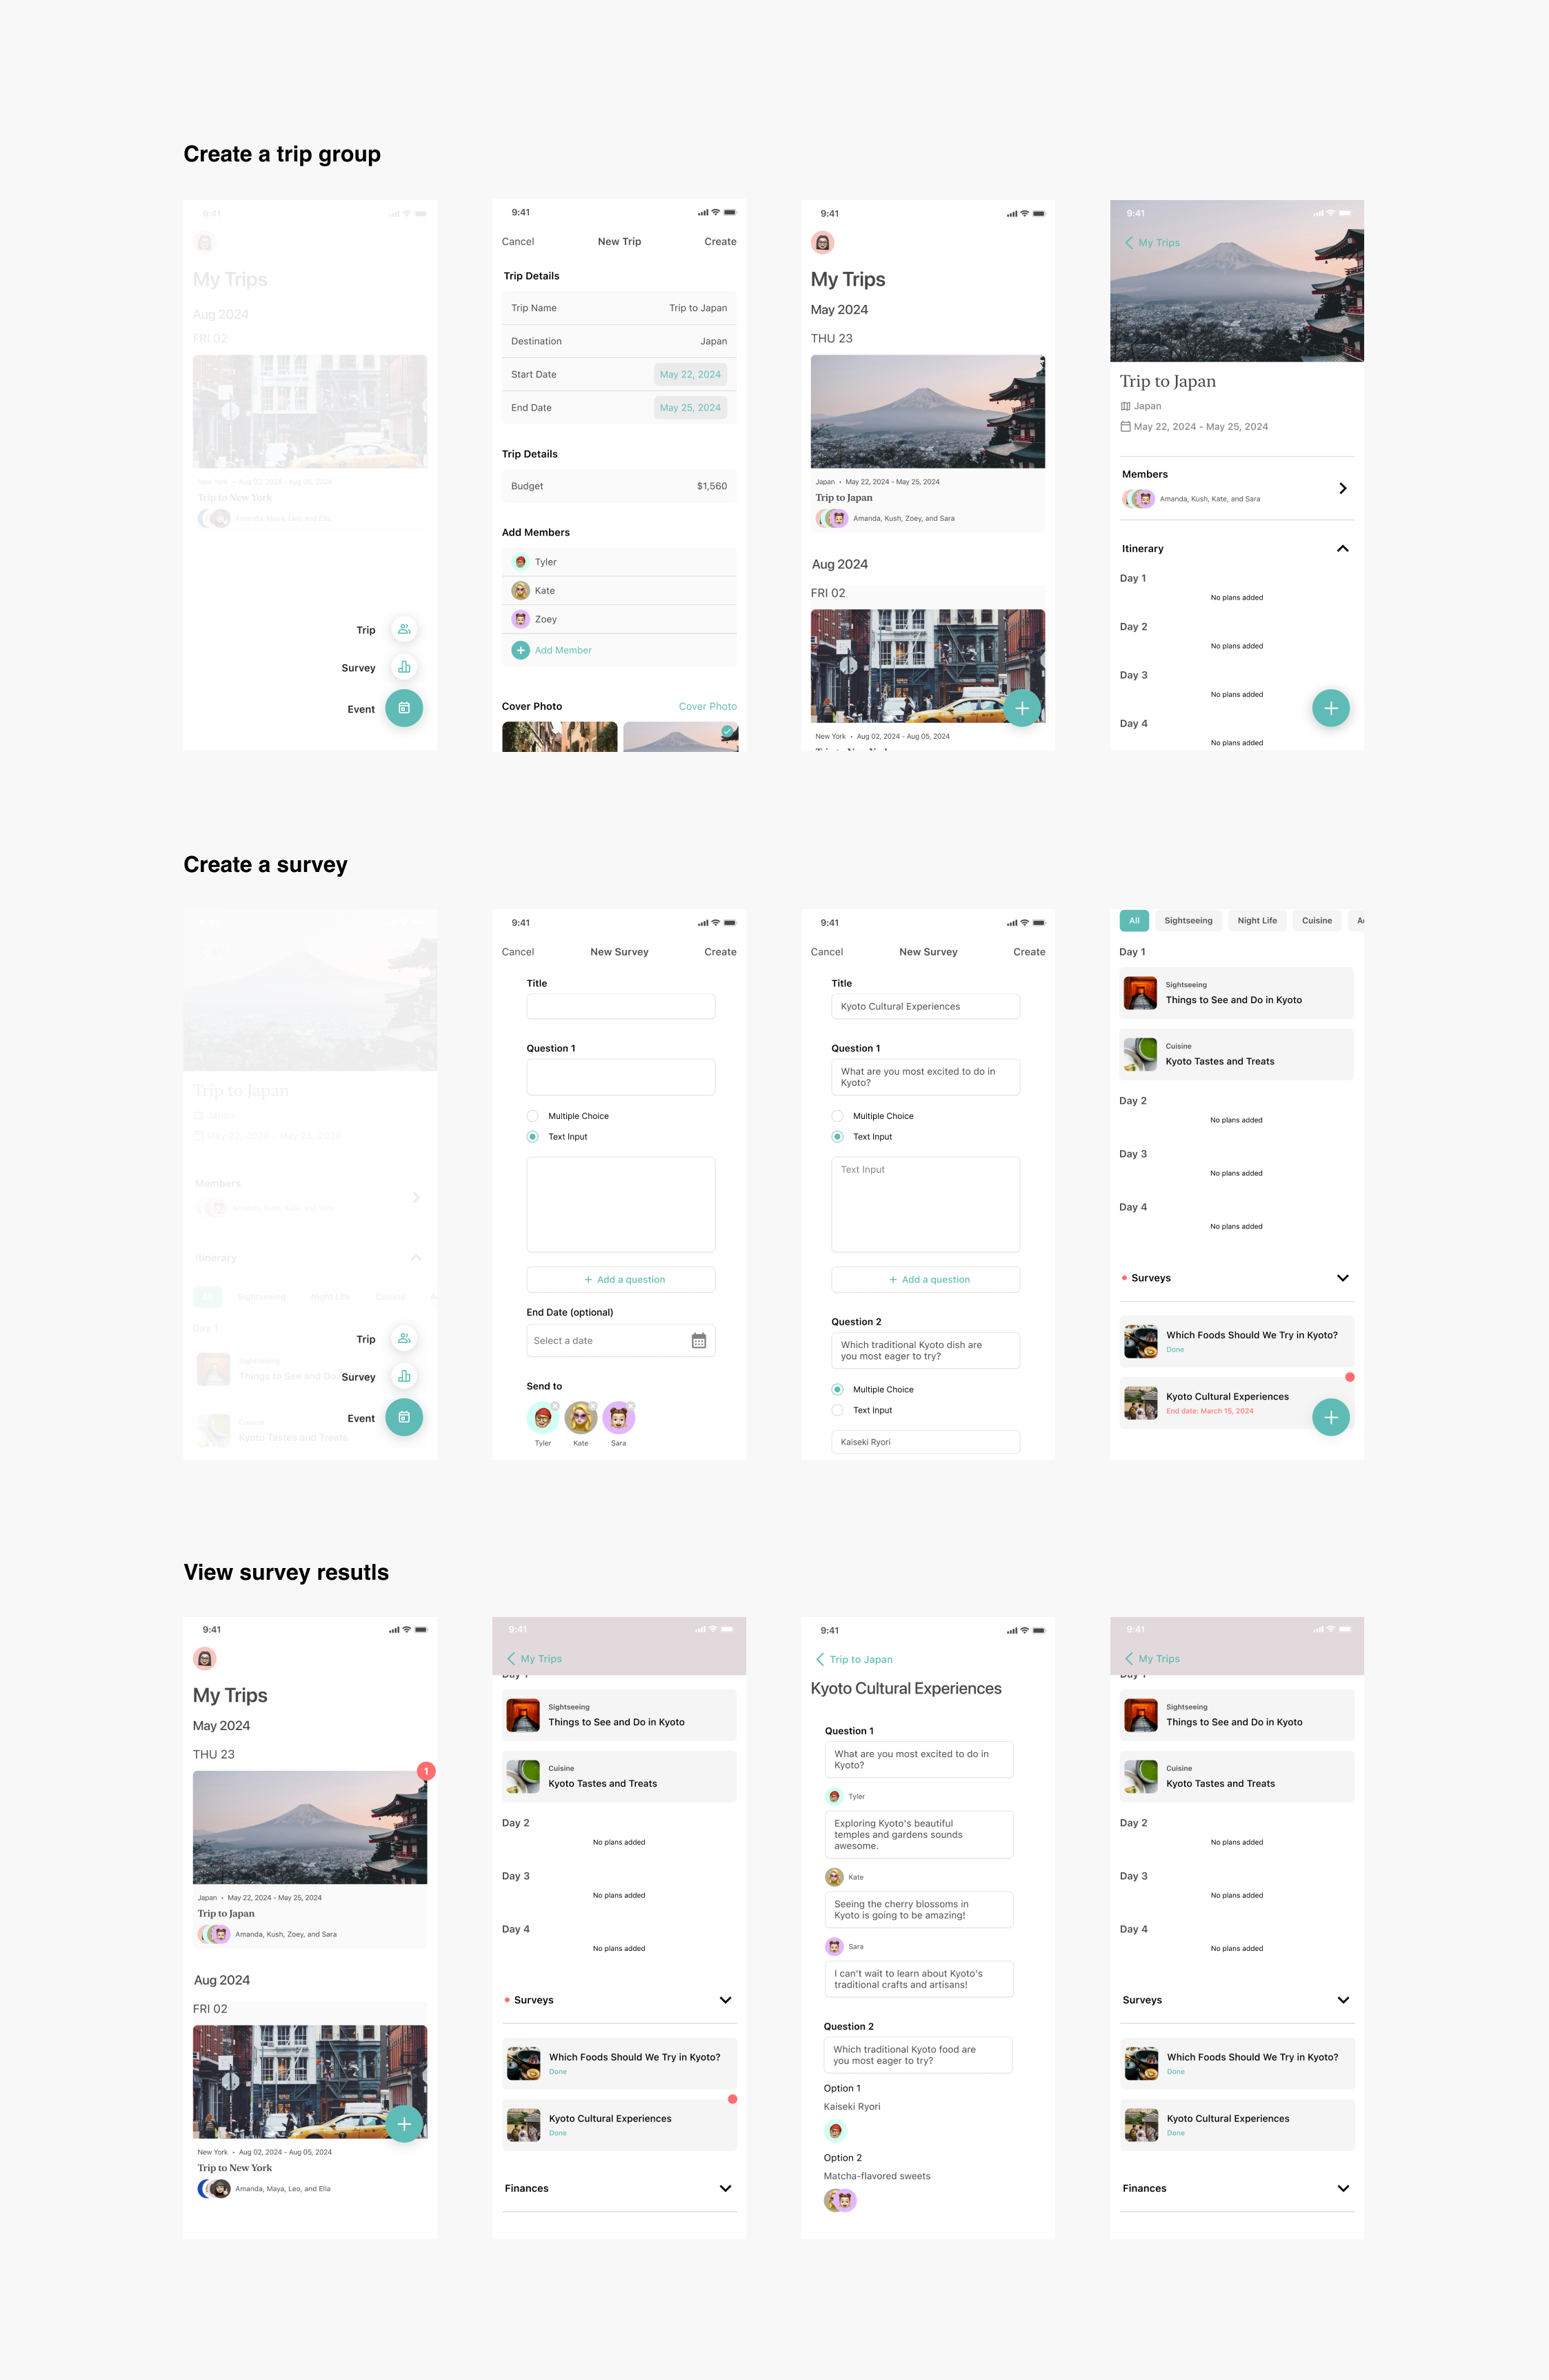 Create a trip group
9:41
My Trips
Aug 2024
FRI 02
New York • Aug 02, 2024 - Aug 05, 2024
Trip to New York
Amanda, Maya, Leo, and Ella
Trip
Survey
Event
9:41
Cancel New Trip Create
Trip Details
Trip Name Trip to Japan
Destination Japan
Start Date May 22, 2024
End Date May 25, 2024
Trip Details
Budget $1,560
Add Members
Tyler
Kate
Zoey
Add Member
Cover Photo Cover Photo
9:41
My Trips
May 2024
THU 23
Japan • May 22, 2024 - May 25, 2024
Trip to Japan
Amanda, Kush, Zoey, and Sara
Aug 2024
FRI 02
New York • Aug 02, 2024 - Aug 05, 2024
Trip to New York
9:41
My Trips
Trip to Japan
Japan
May 22, 2024 - May 25, 2024
Members
Amanda, Kush, Kate, and Sara
Itinerary
Day 1
No plans added
Day 2
No plans added
Day 3
No plans added
Day 4
No plans added
Create a survey
Trip to Japan
Japan
May 22, 2024 - May 25, 2024
Members
Amanda, Kush, Kate, and Sara
Itinerary
All Sightseeing Night Life Cuisine
Day 1
Sightseeing
Things to See and Do
Cuisine
Kyoto Tastes and Treats
Trip
Survey
Event
9:41
Cancel New Survey Create
Title
Question 1
Multiple Choice
Text Input
+ Add a question
End Date (optional)
Select a date
Send to
Tyler Kate Sara
9:41
Cancel New Survey Create
Title
Kyoto Cultural Experiences
Question 1
What are you most excited to do in
Kyoto?
Multiple Choice
Text Input
Text Input
+ Add a question
Question 2
Which traditional Kyoto dish are
you most eager to try?
Multiple Choice
Text Input
Kaiseki Ryori
All Sightseeing Night Life Cuisine
Day 1
Sightseeing
Things to See and Do in Kyoto
Cuisine
Kyoto Tastes and Treats
Day 2
No plans added
Day 3
No plans added
Day 4
No plans added
Surveys
Which Foods Should We Try in Kyoto?
Done
Kyoto Cultural Experiences
End date: March 15, 2024
View survey resutls
9:41
My Trips
May 2024
THU 23
1
Japan • May 22, 2024 - May 25, 2024
Trip to Japan
Amanda, Kush, Zoey, and Sara
Aug 2024
FRI 02
New York • Aug 02, 2024 - Aug 05, 2024
Trip to New York
Amanda, Maya, Leo, and Ella
9:41
My Trips
Day 1
Sightseeing
Things to See and Do in Kyoto
Cuisine
Kyoto Tastes and Treats
Day 2
No plans added
Day 3
No plans added
Day 4
No plans added
Surveys
Which Foods Should We Try in Kyoto?
Done
Kyoto Cultural Experiences
Done
Finances
9:41
Trip to Japan
Kyoto Cultural Experiences
Question 1
What are you most excited to do in
Kyoto?
Tyler
Exploring Kyoto's beautiful
temples and gardens sounds
awesome.
Kate
Seeing the cherry blossoms in
Kyoto is going to be amazing!
Sara
I can't wait to learn about Kyoto's
traditional crafts and artisans!
Question 2
Which traditional Kyoto food are
you most eager to try?
Option 1
Kaiseki Ryori
Option 2
Matcha-flavored sweets
9:41
My Trips
Day 1
Sightseeing
Things to See and Do in Kyoto
Cuisine
Kyoto Tastes and Treats
Day 2
No plans added
Day 3
No plans added
Day 4
No plans added
Surveys
Which Foods Should We Try in Kyoto?
Done
Kyoto Cultural Experiences
Done
Finances